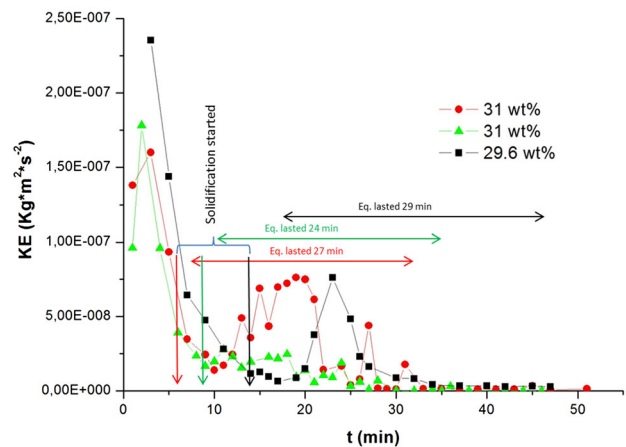 2,50E-007
2,00E-007
1,50E-007
1,00E-007
5,00E-008
0,00E+000
KE (Kg*m²*s⁻²)
Solidification started
31 wt%
31 wt%
29.6 wt%
Eq. lasted 29 min
Eq. lasted 24 min
Eq. lasted 27 min
0 10 20 30 40 50
t (min)